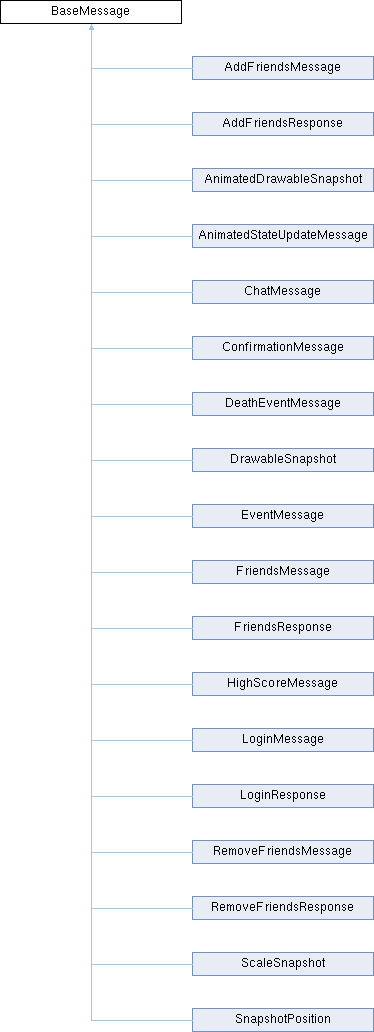 BaseMessage
AddFriendsMessage
AddFriendsResponse
AnimatedDrawableSnapshot
AnimatedStateUpdateMessage
ChatMessage
ConfirmationMessage
DeathEventMessage
DrawableSnapshot
EventMessage
FriendsMessage
FriendsResponse
HighScoreMessage
LoginMessage
LoginResponse
RemoveFriendsMessage
RemoveFriendsResponse
ScaleSnapshot
SnapshotPosition